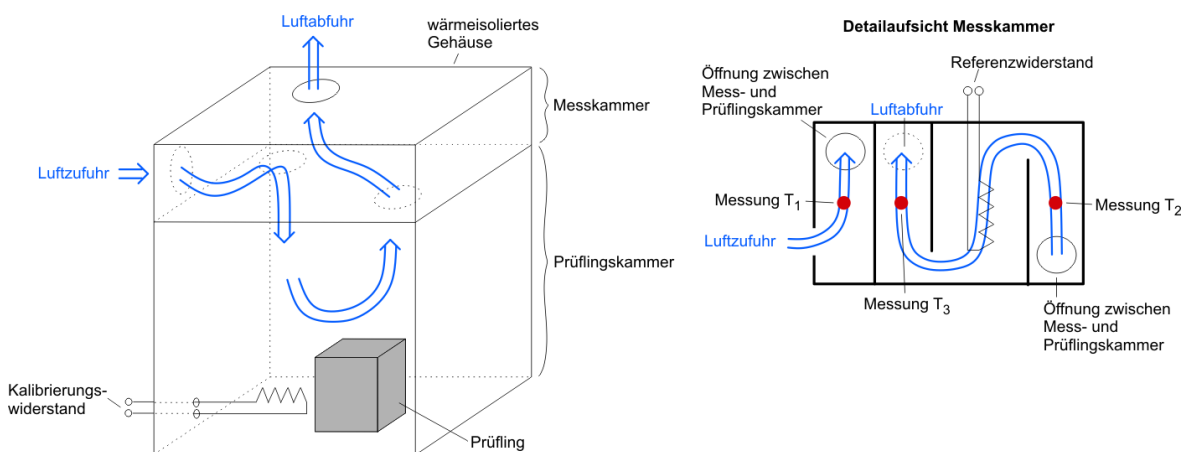 Luftabfuhr
wärmeisoliertes
Gehäuse
Messkammer
Luftzufuhr
Prüflingskammer
Kalibrierungs-
widerstand
Prüfling
Detailaufsicht Messkammer
Referenzwiderstand
Öffnung zwischen
Mess- und
Prüflingskammer
Luftabfuhr
Messung T1
Messung T2
Luftzufuhr
Messung T3
Öffnung zwischen
Mess- und
Prüflingskammer